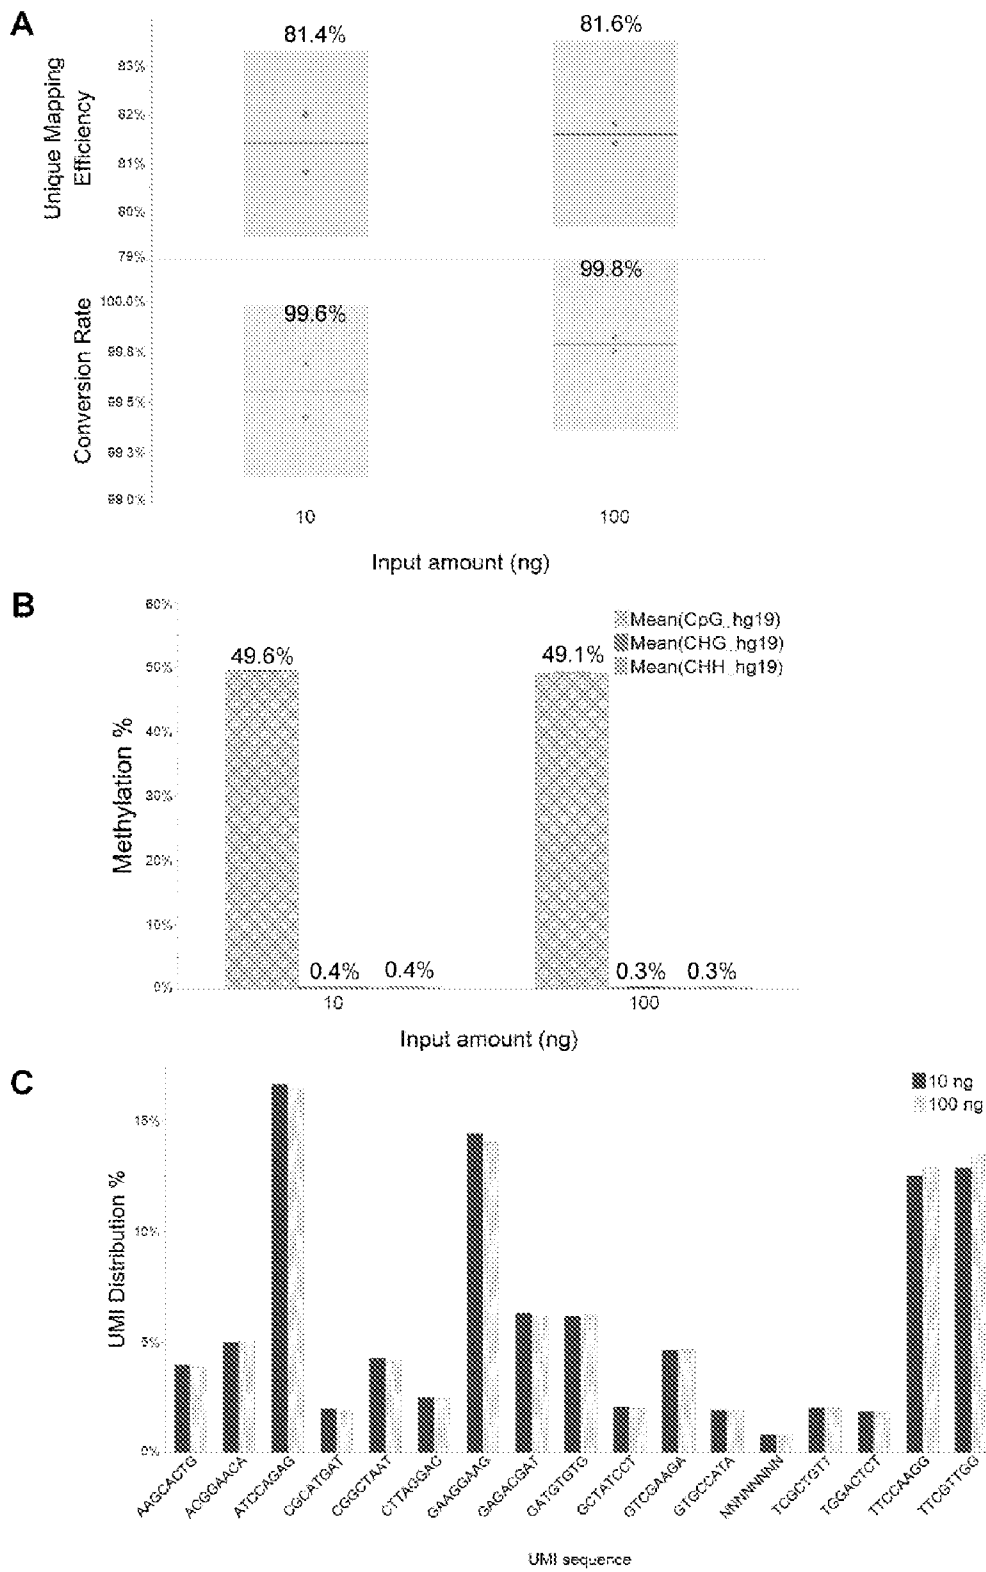 A
81.4%
81.6%
83%
82%
81%
80%
79%
Unique Mapping
Efficiency
99.6%
99.8%
100.0%
99.8%
99.5%
99.3%
99.0%
Conversion Rate
10
100
Input amount (ng)
B
60%
50%
40%
30%
20%
10%
0%
Methylation %
Mean(CpG_hg19)
Mean(CHG_hg19)
Mean(CHH_hg19)
49.6%
49.1%
0.4%
0.4%
0.3%
0.3%
10
100
Input amount (ng)
C
10 ng
100 ng
15%
10%
5%
0%
UMI Distribution %
AAGCACTG
ACGGAACA
CGCATGAT
CGGCTAAT
CTTAGGAC
GAAGGAAG
GAGACGAT
GATGTGTG
GCTATCCT
GTCGAAGA
GTGCCATA
NNNNNNNN
TCGCTGTT
TGGACTCT
TTCCAAGG
TTCGTTGG
UMI sequence